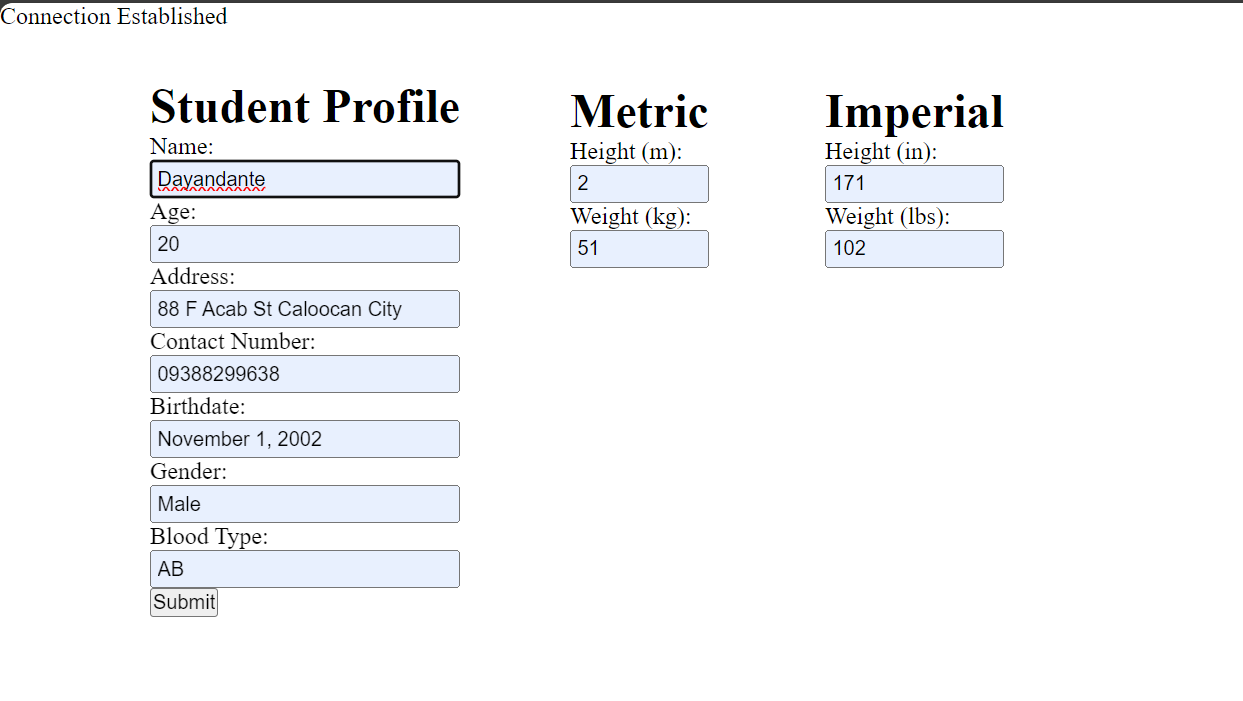 Connection Established
Student Profile
Name:
Dayandante
Age:
20
Address:
88 F Acab St Caloocan City
Contact Number:
09388299638
Birthdate:
November 1, 2002
Gender:
Male
Blood Type:
AB
Submit
Metric
Height (m):
2
Weight (kg):
51
Imperial
Height (in):
171
Weight (lbs):
102